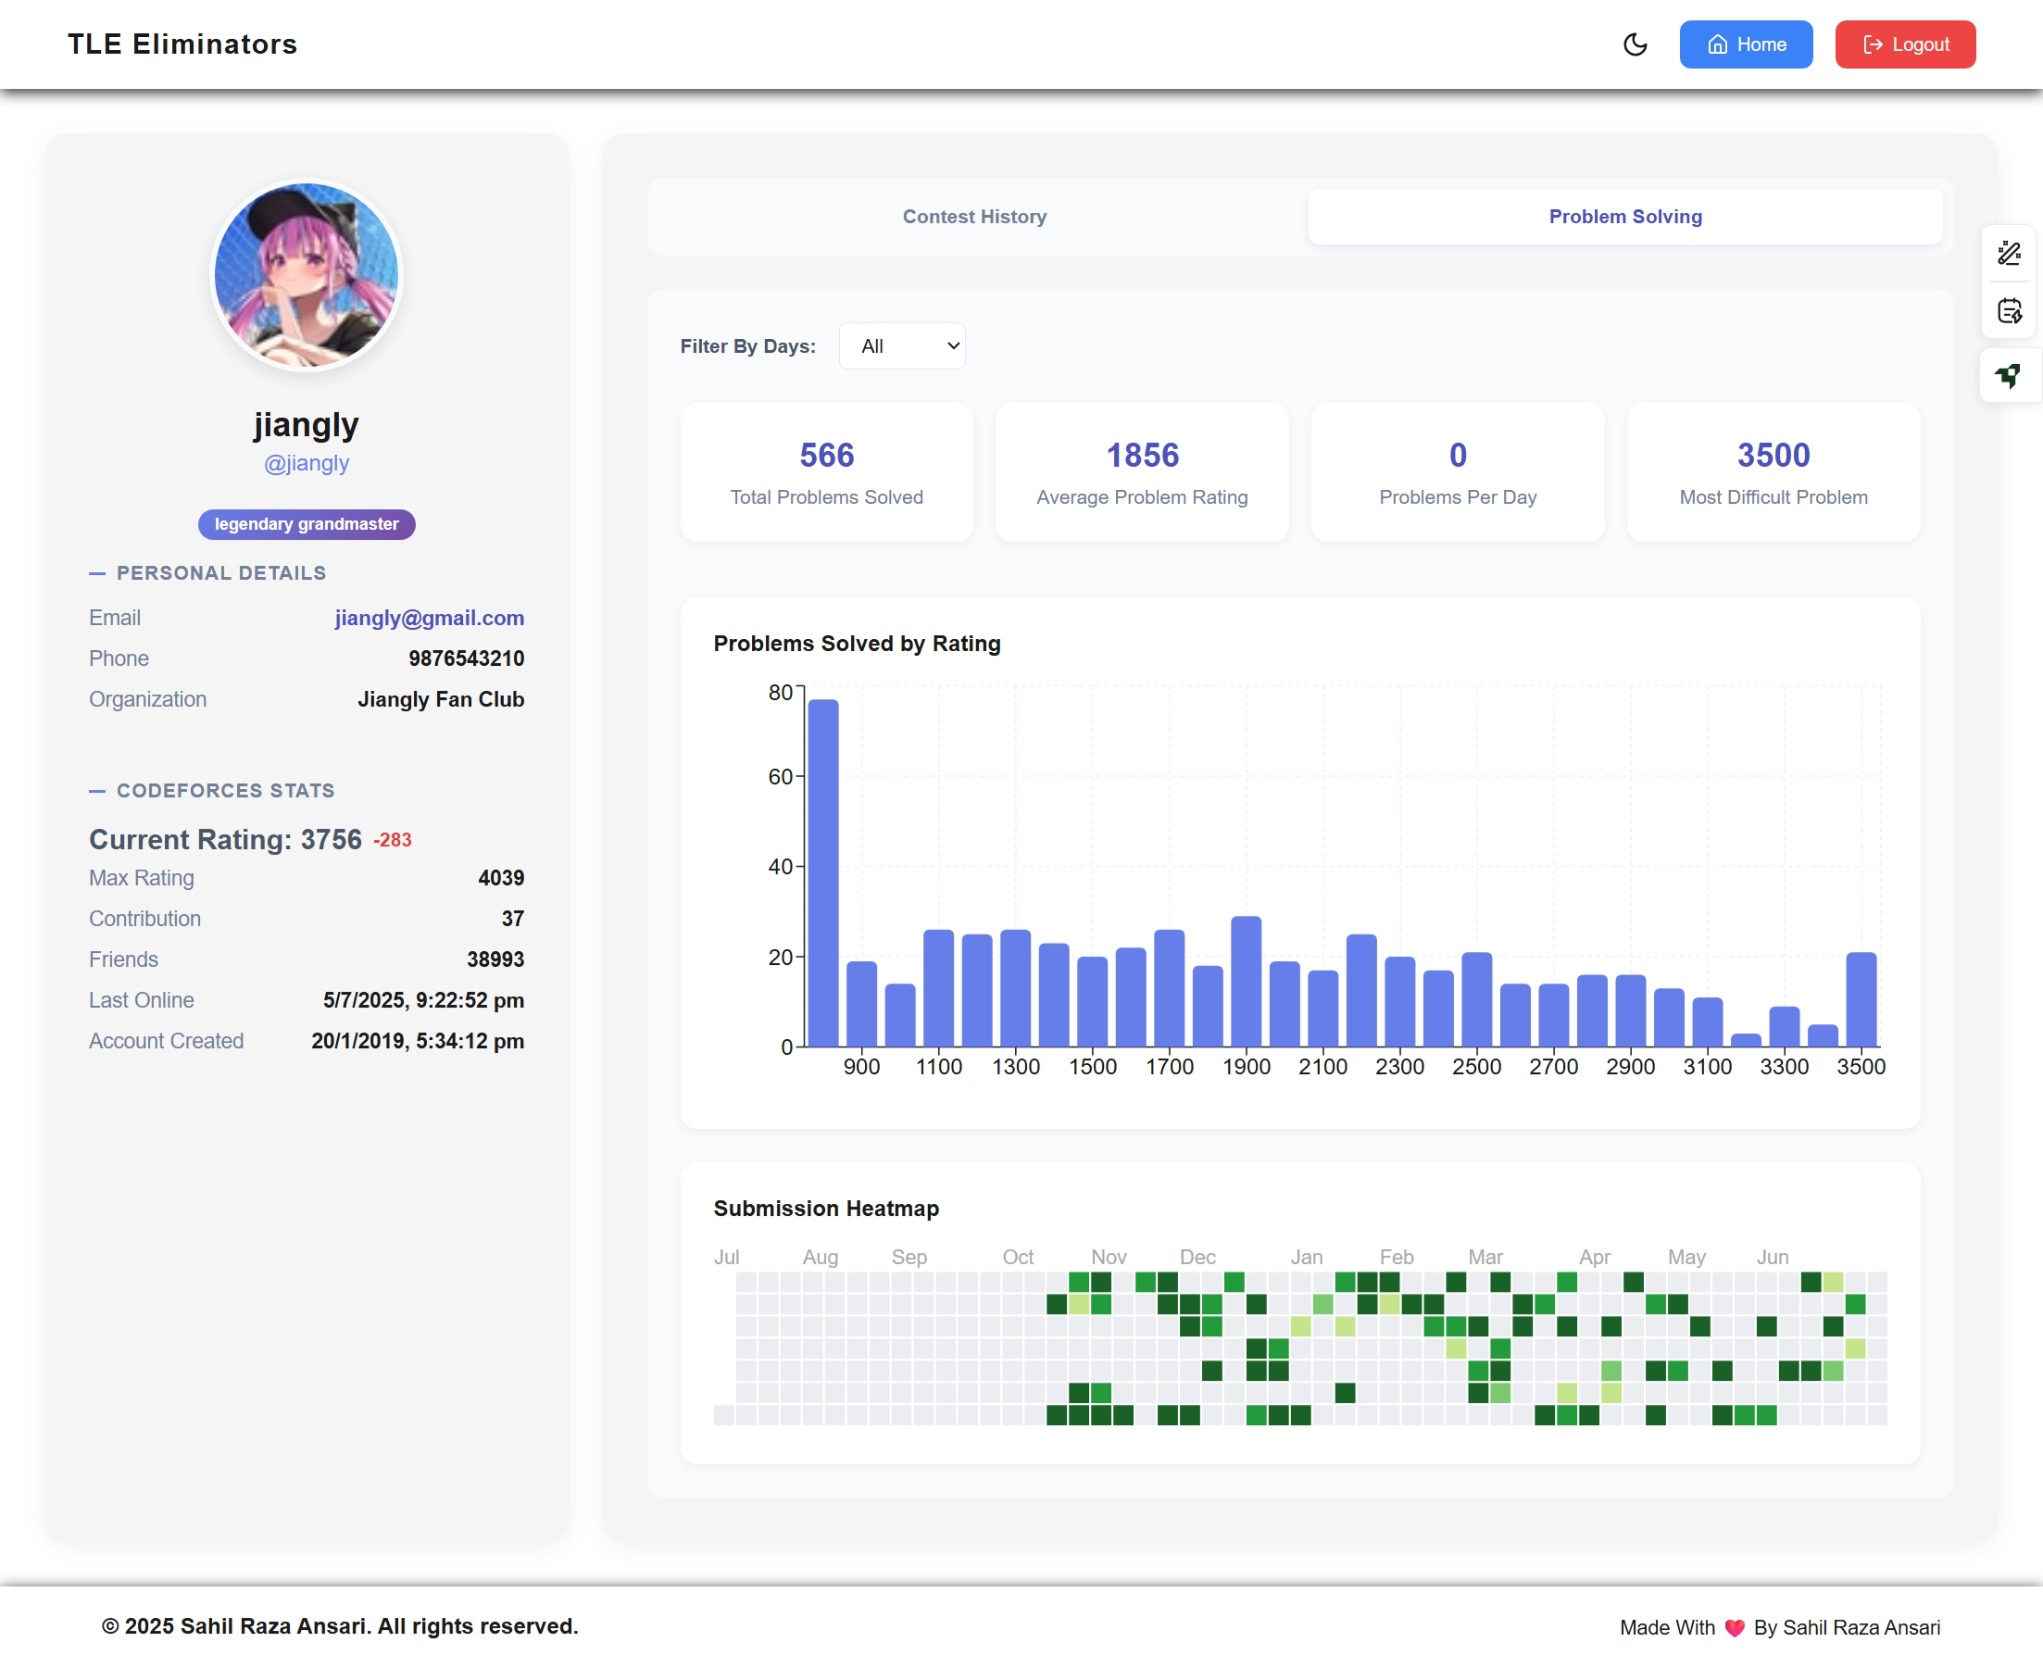 TLE Eliminators
Home
Logout
jiangly
@jiangly
legendary grandmaster
PERSONAL DETAILS
Email jiangly@gmail.com
Phone 9876543210
Organization Jiangly Fan Club
CODEFORCES STATS
Current Rating: 3756 -283
Max Rating 4039
Contribution 37
Friends 38993
Last Online 5/7/2025, 9:22:52 pm
Account Created 20/1/2019, 5:34:12 pm
Contest History
Problem Solving
Filter By Days: All
566
Total Problems Solved
1856
Average Problem Rating
0
Problems Per Day
3500
Most Difficult Problem
Problems Solved by Rating
80
60
40
20
0
900 1100 1300 1500 1700 1900 2100 2300 2500 2700 2900 3100 3300 3500
Submission Heatmap
Jul Aug Sep Oct Nov Dec Jan Feb Mar Apr May Jun
© 2025 Sahil Raza Ansari. All rights reserved.
Made With ❤️ By Sahil Raza Ansari